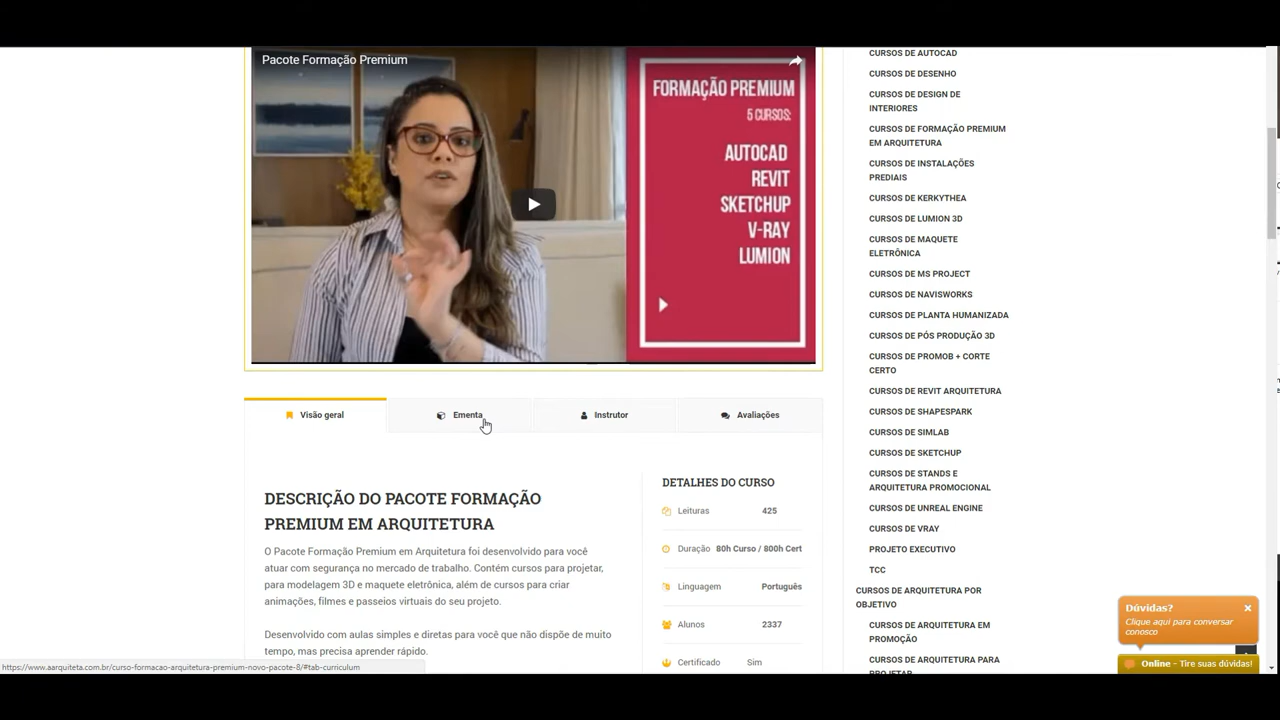 Pacote Formação Premium
FORMAÇÃO PREMIUM
5 CURSOS:
AUTOCAD
REVIT
SKETCHUP
V-RAY
LUMION
Visão geral
Ementa
Instrutor
Avaliações
DESCRIÇÃO DO PACOTE FORMAÇÃO
PREMIUM EM ARQUITETURA
O Pacote Formação Premium em Arquitetura foi desenvolvido para você
atuar com segurança no mercado de trabalho. Contém cursos para projetar,
para modelagem 3D e maquete eletrônica, além de cursos para criar
animações, filmes e passeios virtuais do seu projeto.
Desenvolvido com aulas simples e diretas para você que não dispõe de muito
tempo, mas precisa aprender rápido.
DETALHES DO CURSO
Leituras 425
Duração 80h Curso / 800h Cert
Linguagem Português
Alunos 2337
Certificado Sim
CURSOS DE AUTOCAD
CURSOS DE DESENHO
CURSOS DE DESIGN DE
INTERIORES
CURSOS DE FORMAÇÃO PREMIUM
EM ARQUITETURA
CURSOS DE INSTALAÇÕES
PREDIAIS
CURSOS DE KERKYTHEA
CURSOS DE LUMION 3D
CURSOS DE MAQUETE
ELETRÔNICA
CURSOS DE MS PROJECT
CURSOS DE NAVISWORKS
CURSOS DE PLANTA HUMANIZADA
CURSOS DE PÓS PRODUÇÃO 3D
CURSOS DE PROMOB + CORTE
CERTO
CURSOS DE REVIT ARQUITETURA
CURSOS DE SHAPESPARK
CURSOS DE SIMLAB
CURSOS DE SKETCHUP
CURSOS DE STANDS E
ARQUITETURA PROMOCIONAL
CURSOS DE UNREAL ENGINE
CURSOS DE VRAY
PROJETO EXECUTIVO
TCC
CURSOS DE ARQUITETURA POR
OBJETIVO
CURSOS DE ARQUITETURA EM
PROMOÇÃO
CURSOS DE ARQUITETURA PARA
PROJETAR
Dúvidas?
Clique aqui para conversar
conosco
Online - Tire suas dúvidas!
https://www.aarquiteta.com.br/curso-formacao-arquitetura-premium-novo-pacote-8/#tab-curriculum